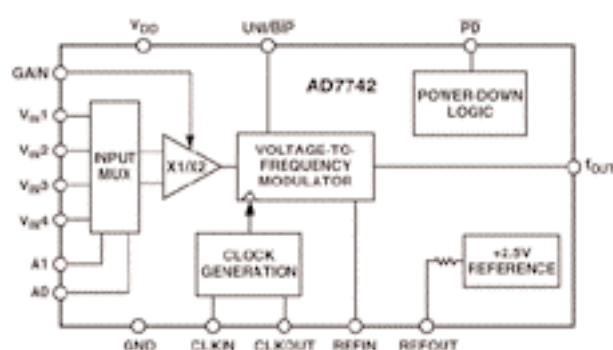 VDD
UNI/BIP
PD
GAIN
AD7742
POWER-DOWN
LOGIC
VIN1
VIN2
VIN3
VIN4
INPUT
MUX
X1/X2
VOLTAGE-TO-
FREQUENCY
MODULATOR
fOUT
CLOCK
GENERATION
+2.5V
REFERENCE
A1
A0
GND
CLKIN
CLKOUT
REFIN
REFOUT